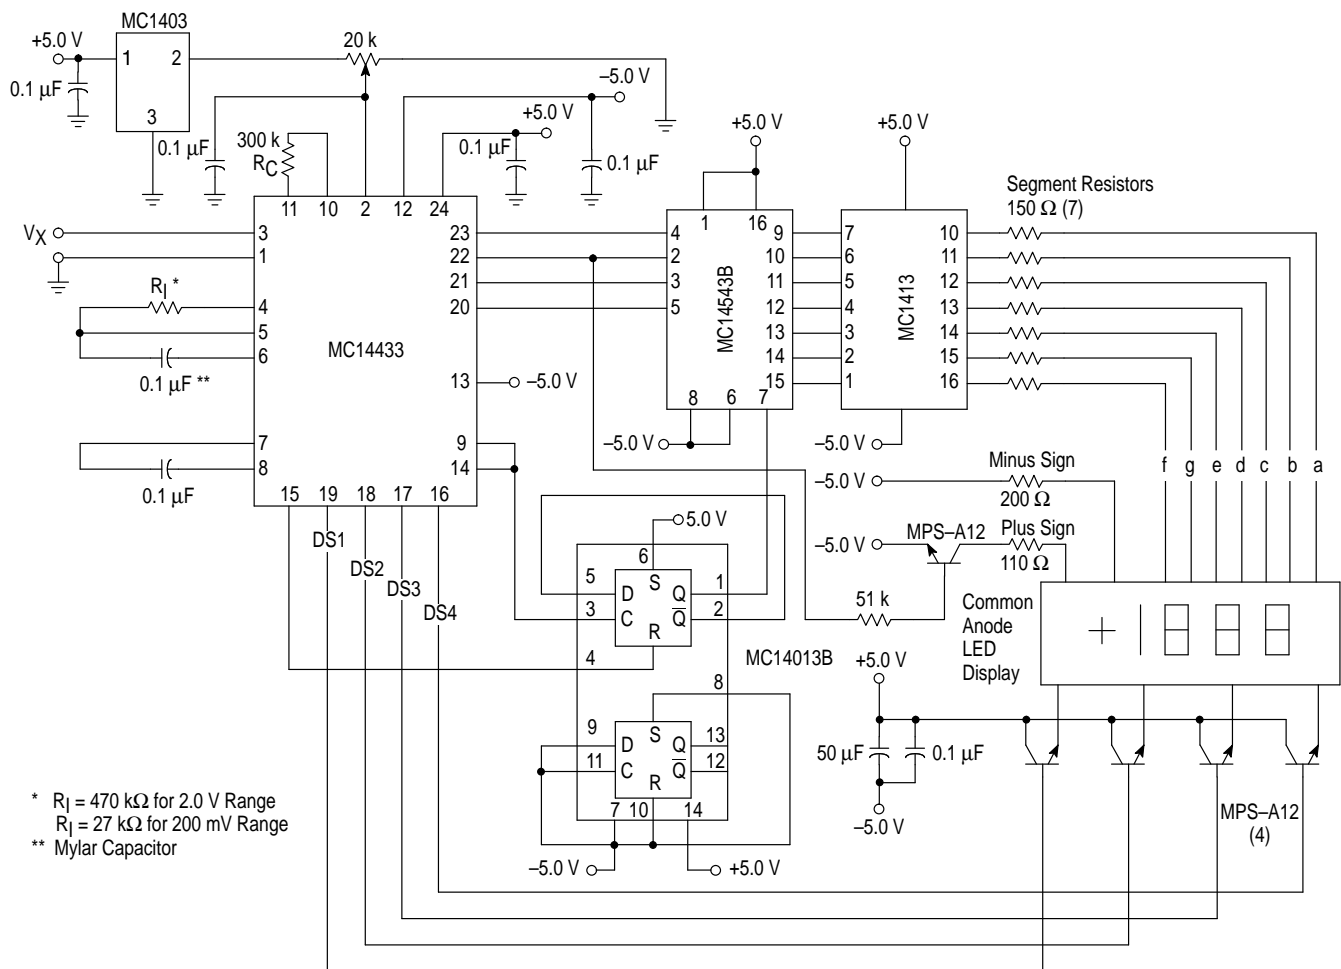 MC1403
+5.0 V
1
2
3
0.1 µF
20 k
–5.0 V
+5.0 V
0.1 µF
300 k
RC
0.1 µF
0.1 µF
11 10 2 12 24
VX
3
1
RI *
4
5
6
0.1 µF **
7
8
0.1 µF
MC14433
23
22
21
20
13
–5.0 V
9
14
15 19 18 17 16
DS1
DS2
DS3
DS4
+5.0 V
1 16
4
2
3
5
MC14543B
9
10
11
12
13
14
15
8 6 7
–5.0 V
+5.0 V
7
6
5
4
3
2
1
MC1413
10
11
12
13
14
15
16
–5.0 V
Segment Resistors
150 Ω (7)
f g e d c b a
Minus Sign
–5.0 V
200 Ω
Plus Sign
–5.0 V
MPS–A12
110 Ω
51 k
Common
Anode
LED
Display
5.0 V
6
5
D S Q
1
3
C Q
2
R
4
MC14013B
8
9
D S Q
13
11
C Q
12
R
7 10 14
–5.0 V
+5.0 V
+5.0 V
50 µF
0.1 µF
–5.0 V
MPS–A12
(4)
* RI = 470 kΩ for 2.0 V Range
RI = 27 kΩ for 200 mV Range
** Mylar Capacitor